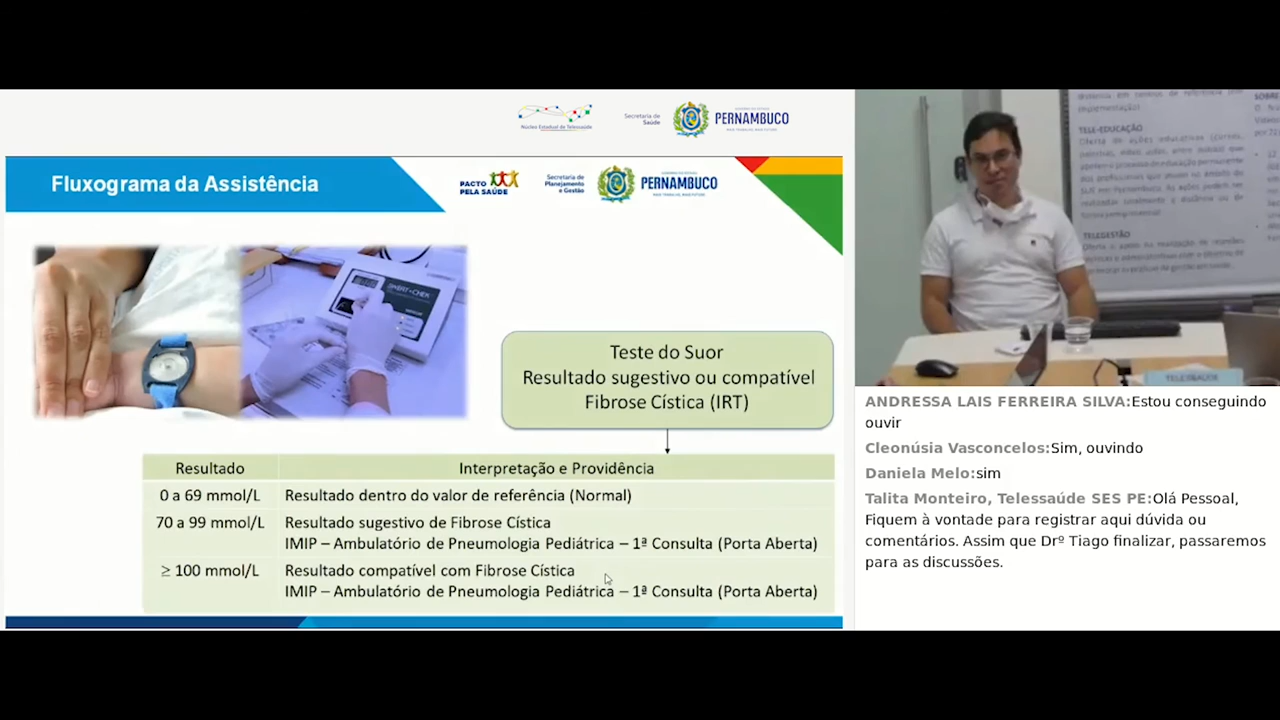 Núcleo Estadual de Telessaúde
Secretaria de
Saúde
PERNAMBUCO
Fluxograma da Assistência
PACTO
PELA SAÚDE
Secretaria de
Planejamento
e Gestão
PERNAMBUCO
Teste do Suor
Resultado sugestivo ou compatível
Fibrose Cística (IRT)
Resultado Interpretação e Providência
0 a 69 mmol/L Resultado dentro do valor de referência (Normal)
70 a 99 mmol/L Resultado sugestivo de Fibrose Cística
IMIP – Ambulatório de Pneumologia Pediátrica – 1ª Consulta (Porta Aberta)
≥ 100 mmol/L Resultado compatível com Fibrose Cística
IMIP – Ambulatório de Pneumologia Pediátrica – 1ª Consulta (Porta Aberta)
TELE-EDUCAÇÃO
TELEGESTÃO
ANDRESSA LAIS FERREIRA SILVA:Estou conseguindo
ouvir
Cleonúsia Vasconcelos:Sim, ouvindo
Daniela Melo:sim
Talita Monteiro, Telessaúde SES PE:Olá Pessoal,
Fiquem à vontade para registrar aqui dúvida ou
comentários. Assim que Drº Tiago finalizar, passaremos
para as discussões.